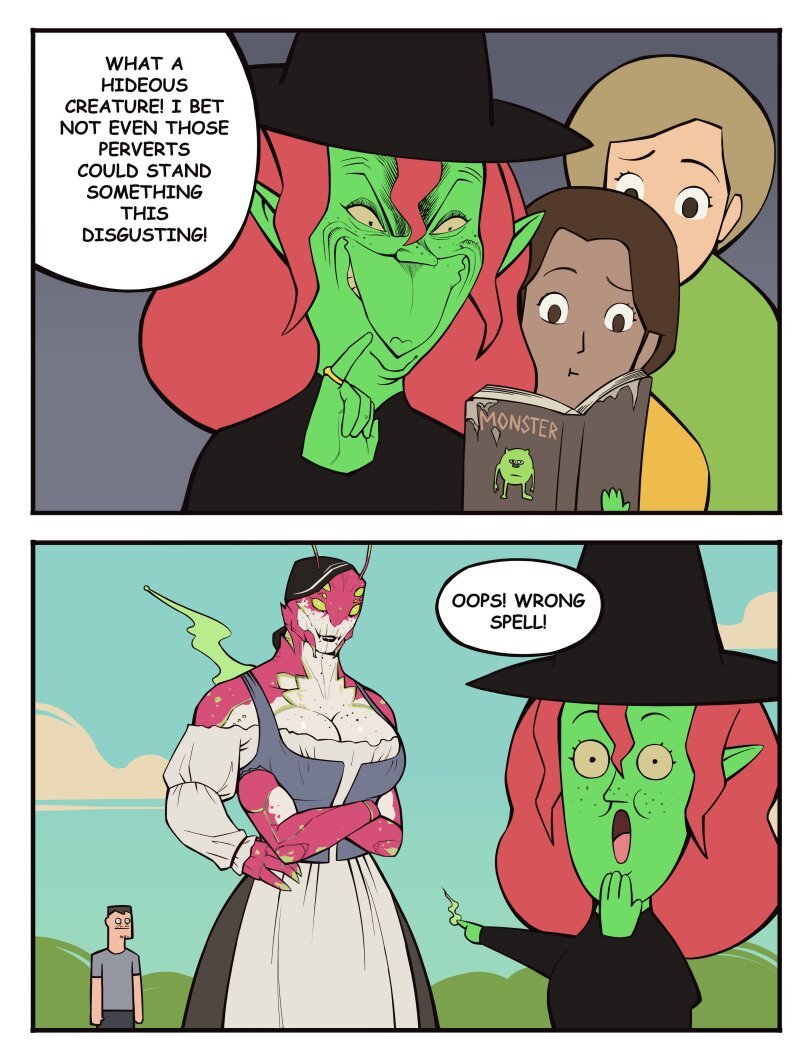 WHAT A
HIDEOUS
CREATURE! I BET
NOT EVEN THOSE
PERVERTS
COULD STAND
SOMETHING
THIS
DISGUSTING!
MONSTER
OOPS! WRONG
SPELL!